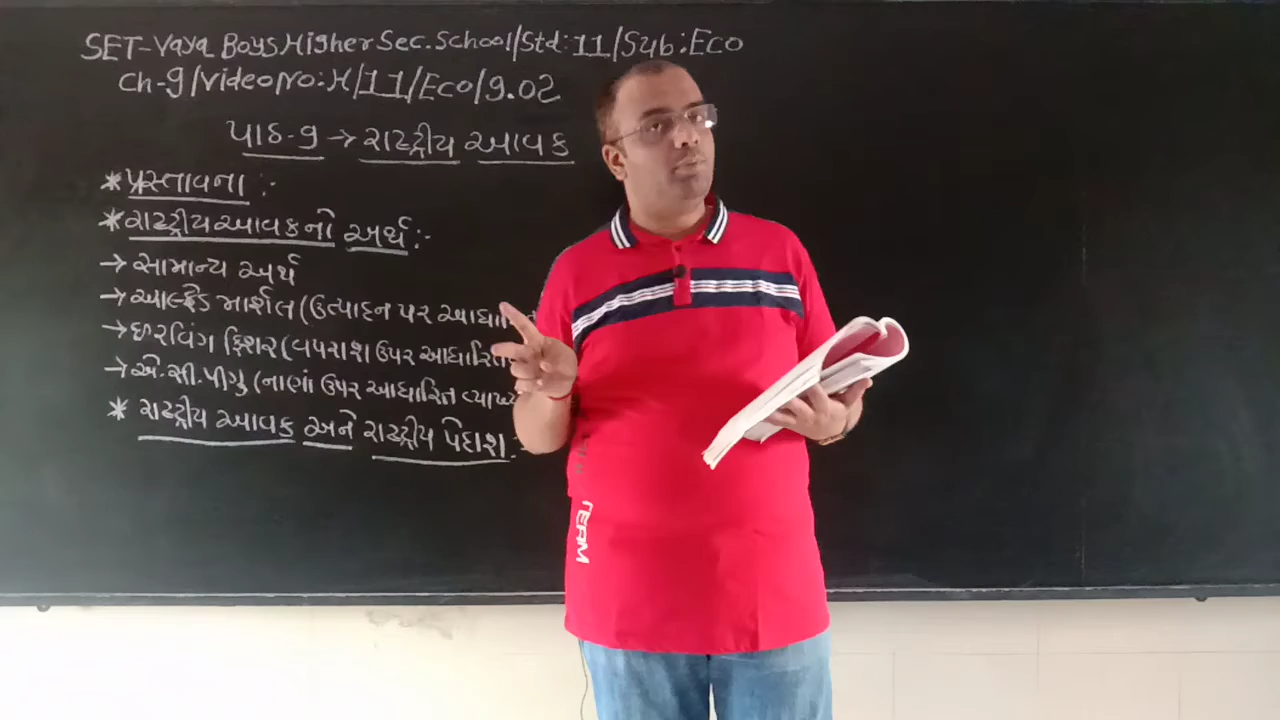 SET-Vaya Boys Higher Sec. School/Std:11/Sub:Eco
Ch-9/Video No:H/11/Eco/9.02
પાઠ-9 → રાષ્ટ્રીય આવક
* પ્રસ્તાવના :-
* રાષ્ટ્રીય આવકનો અર્થ :-
→ સામાન્ય અર્થ
→ આલ્ફ્રેડ માર્શલ (ઉત્પાદન પર
→ ઇરવિંગ ફિશર (વપરાશ ઉપર આધારિત
→ એ.સી.પીગુ (નાણાં ઉપર આધારિત
* રાષ્ટ્રીય આવક અને રાષ્ટ્રીય પેદાશ :-
TEAM